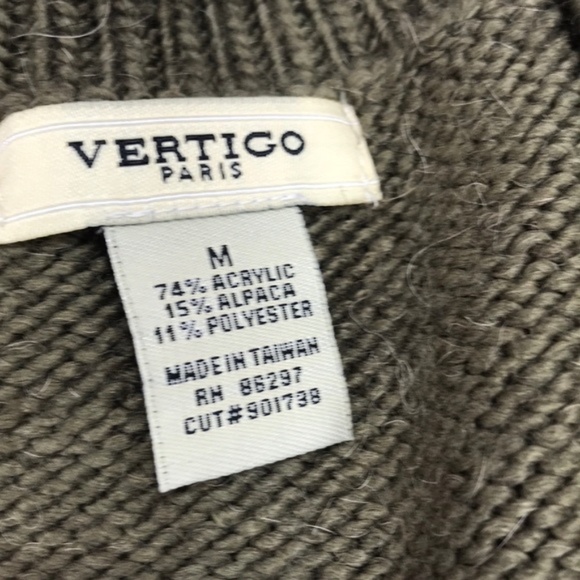 VERTIGO
PARIS
M
74% ACRYLIC
15% ALPACA
11% POLYESTER
MADE IN TAIWAN
RN 86297
CUT#901738